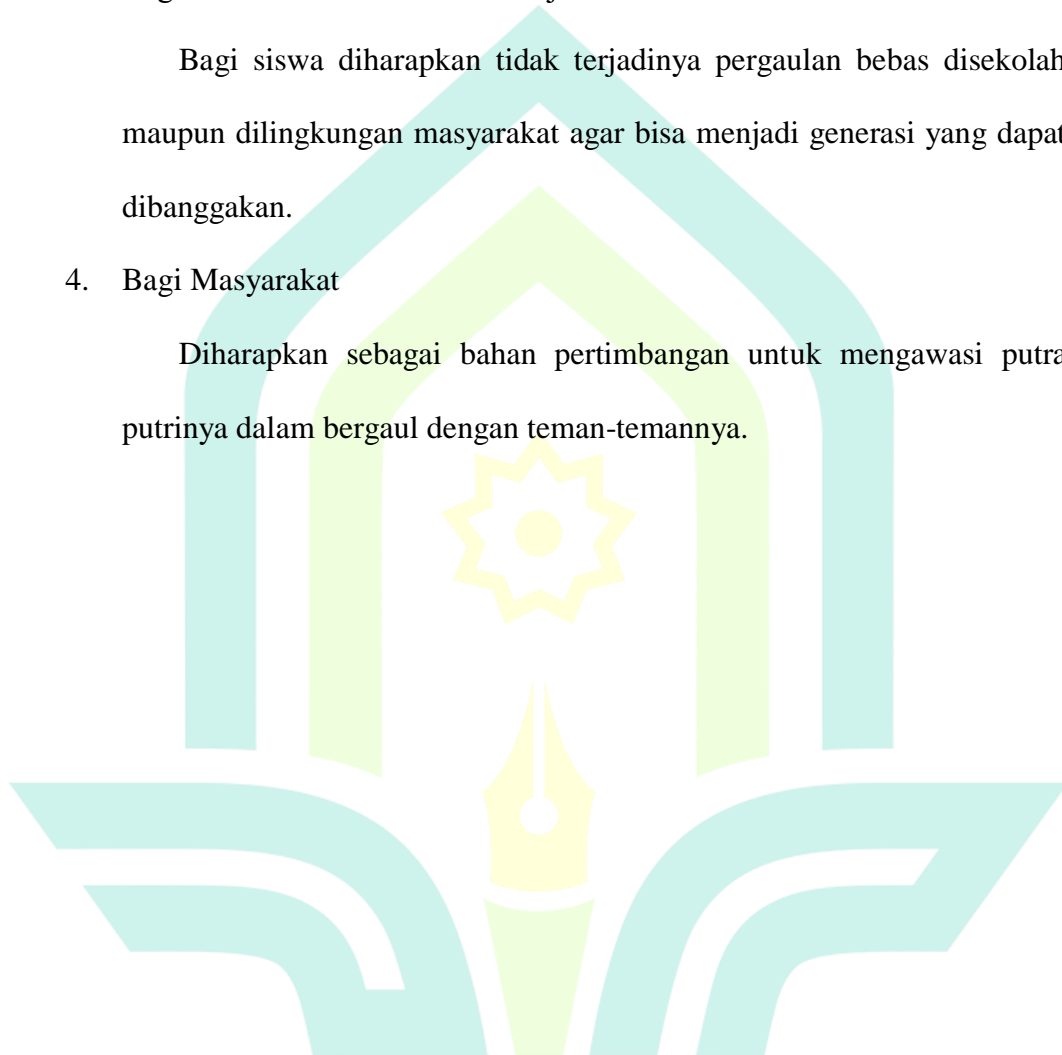 Bagi siswa diharapkan tidak terjadinya pergaulan bebas disekolah
maupun dilingkungan masyarakat agar bisa menjadi generasi yang dapat
dibanggakan.
4. Bagi Masyarakat
Diharapkan sebagai bahan pertimbangan untuk mengawasi putra
putrinya dalam bergaul dengan teman-temannya.